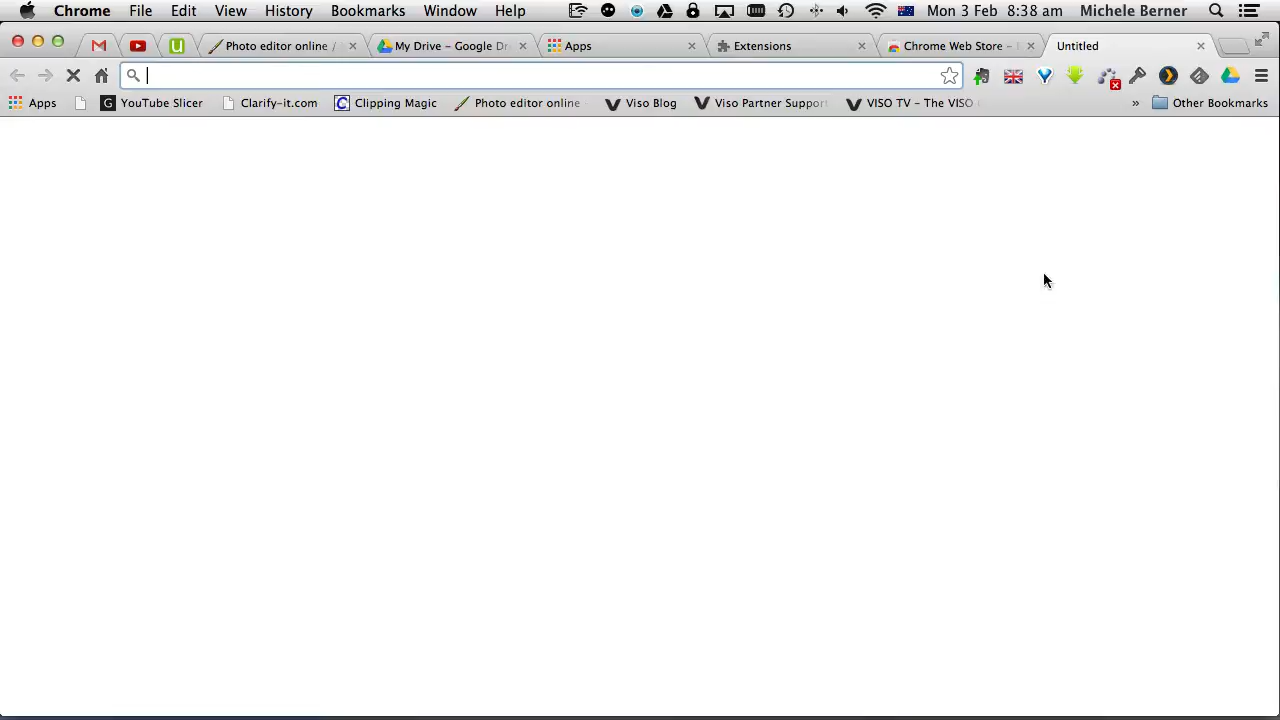 Chrome File Edit View History Bookmarks Window Help Mon 3 Feb 8:38 am Michele Berner
Photo editor online / My Drive – Google Dr Apps Extensions Chrome Web Store – Untitled
Apps YouTube Slicer Clarify-it.com Clipping Magic Photo editor online Viso Blog Viso Partner Support VISO TV – The VISO » Other Bookmarks